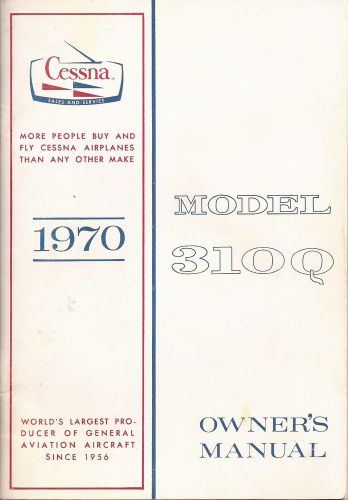 Cessna®
SALES AND SERVICE
MORE PEOPLE BUY AND
FLY CESSNA AIRPLANES
THAN ANY OTHER MAKE
1970
WORLD'S LARGEST PRO-
DUCER OF GENERAL
AVIATION AIRCRAFT
SINCE 1956
MODEL
310Q
OWNER'S
MANUAL